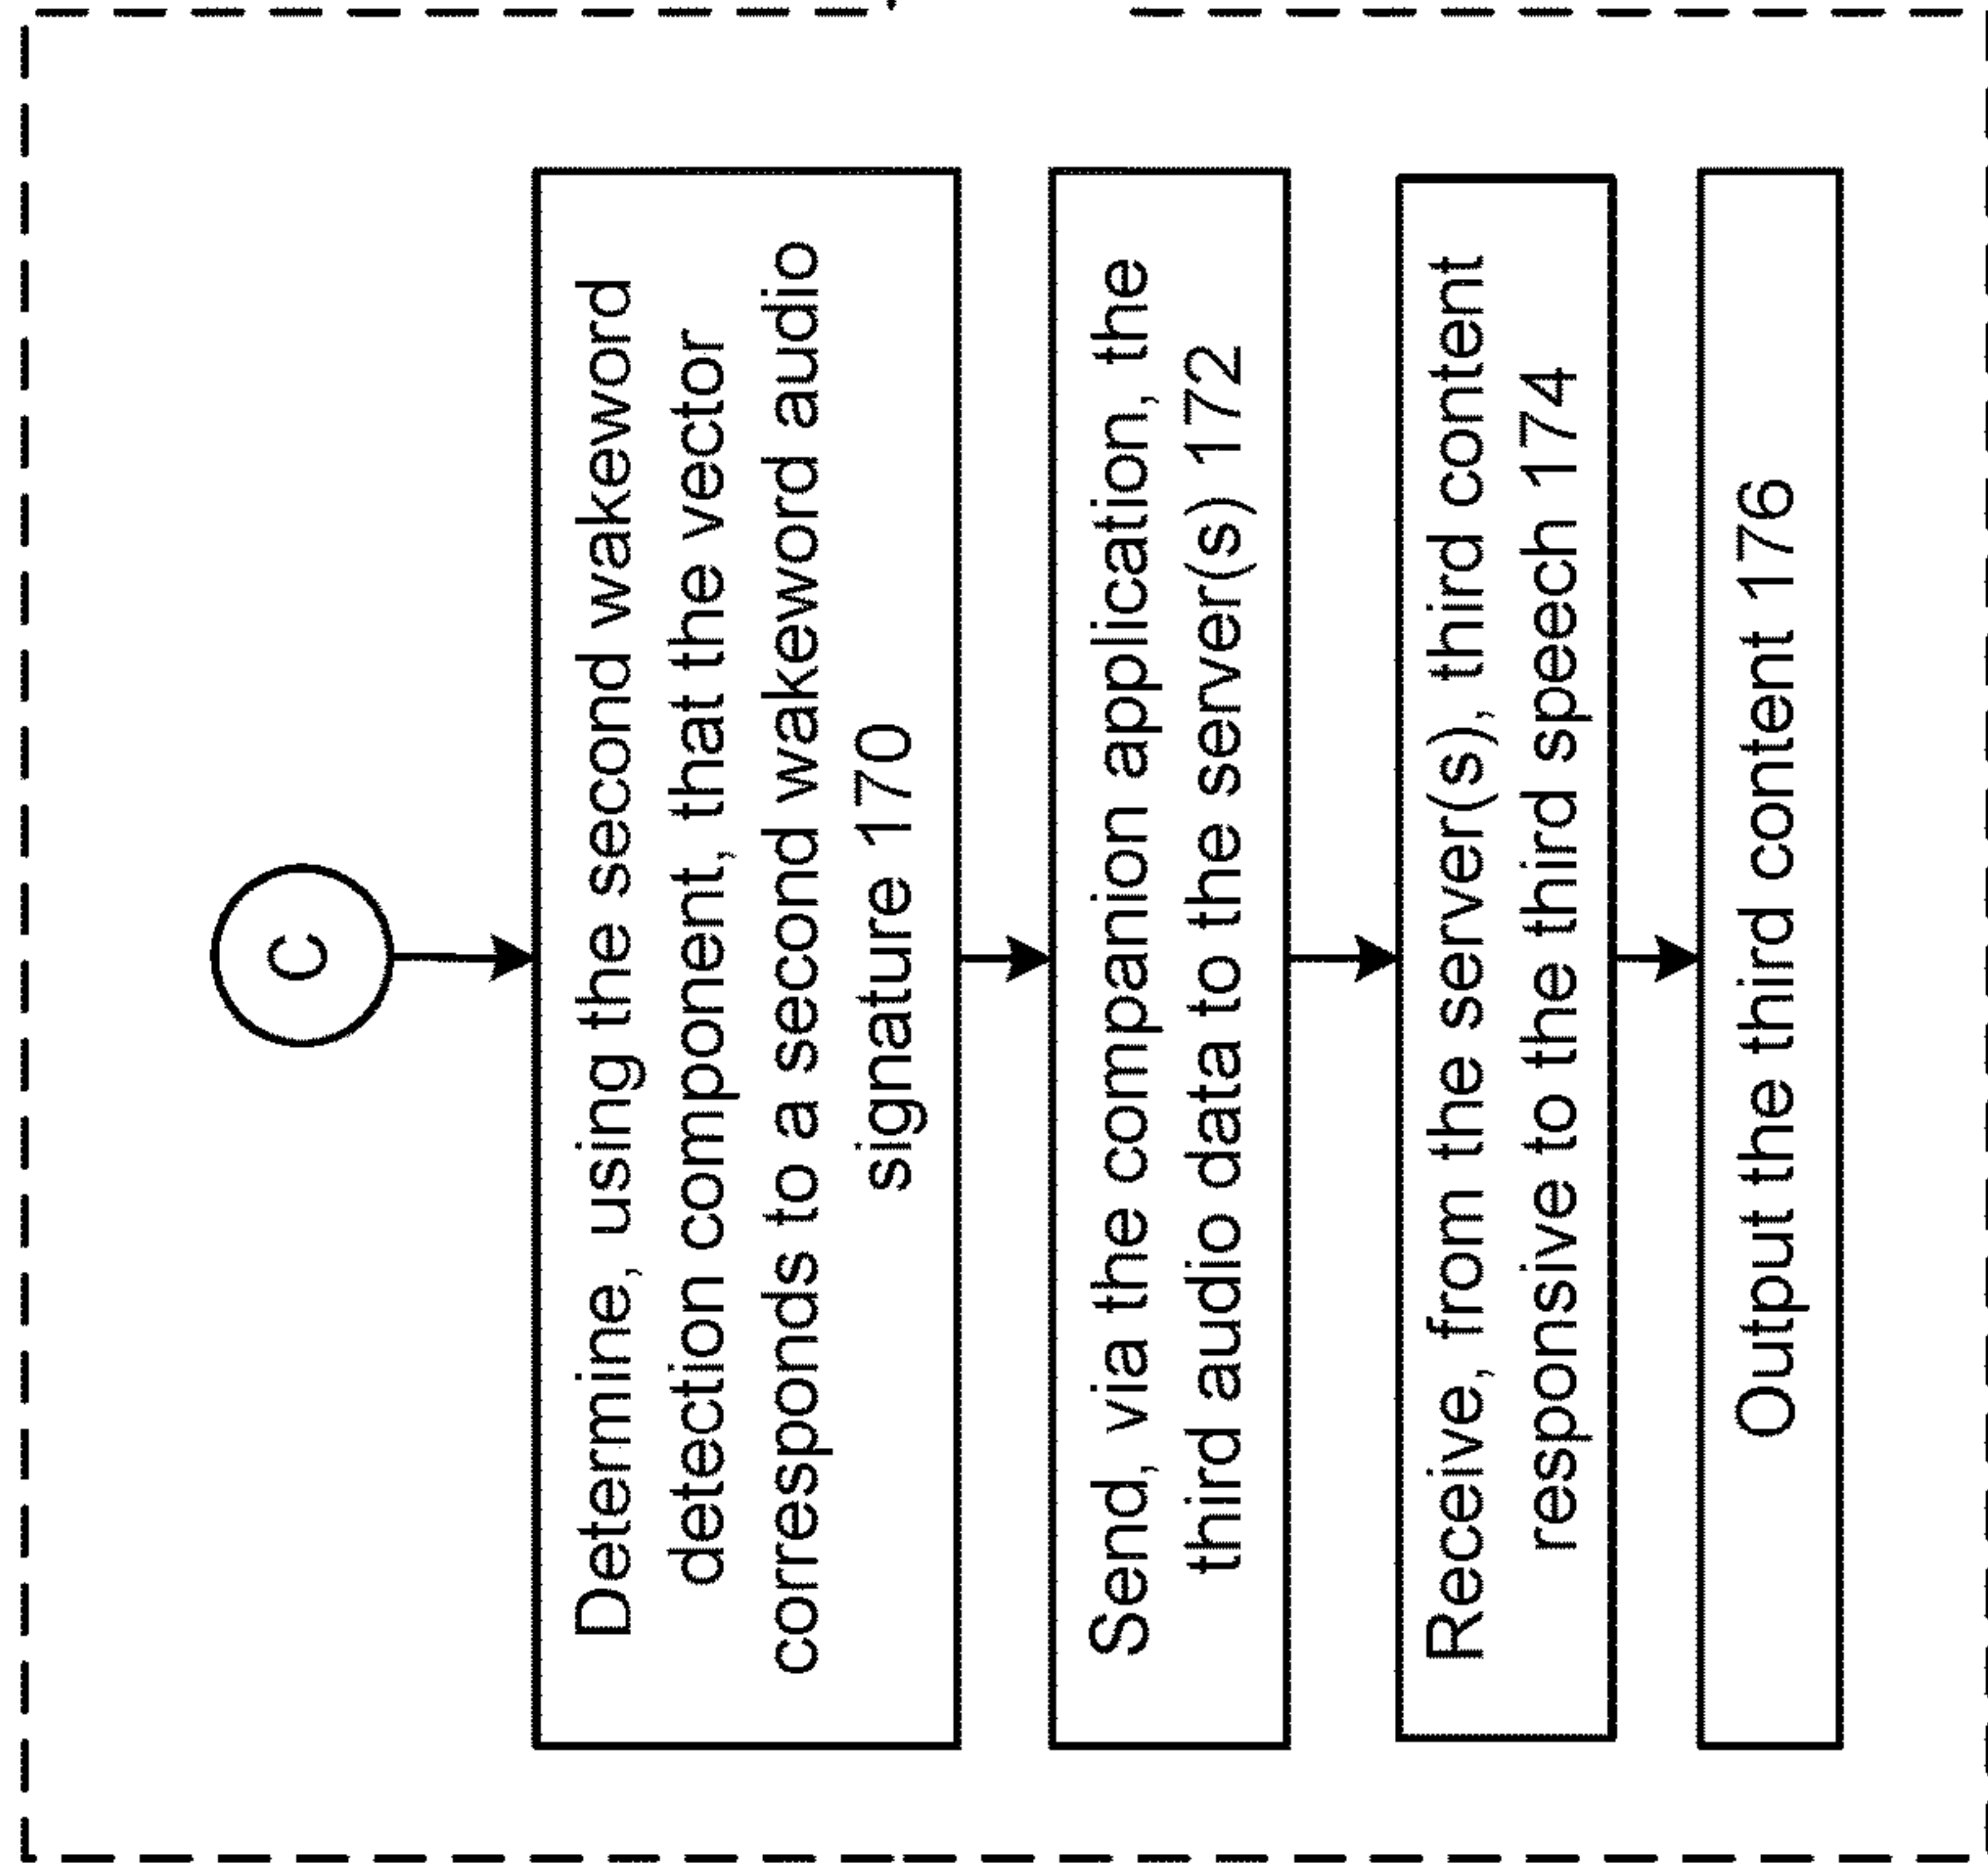 C
Determine, using the second wakeword
detection component, that the vector
corresponds to a second wakeword audio
signature 170
Send, via the companion application, the
third audio data to the server(s) 172
Receive, from the server(s), third content
responsive to the third speech 174
Output the third content 176